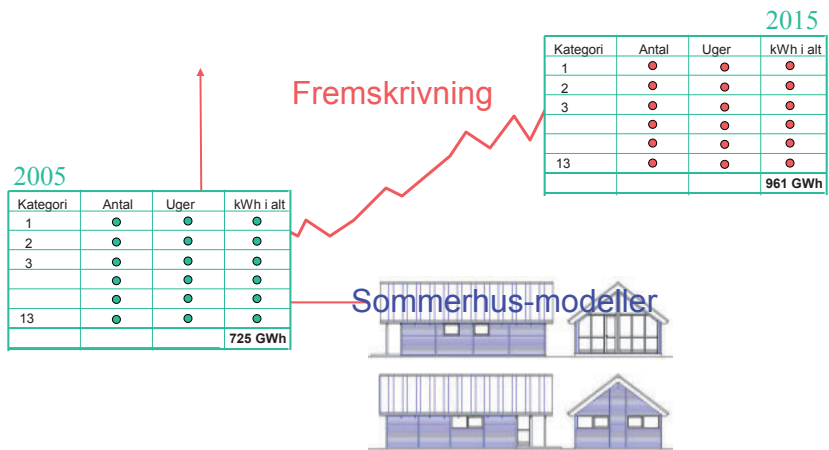 2015
Kategori Antal Uger kWh i alt
1
2
3
13
961 GWh
Fremskrivning
2005
Kategori Antal Uger kWh i alt
1
2
3
13
725 GWh
Sommerhus-modeller